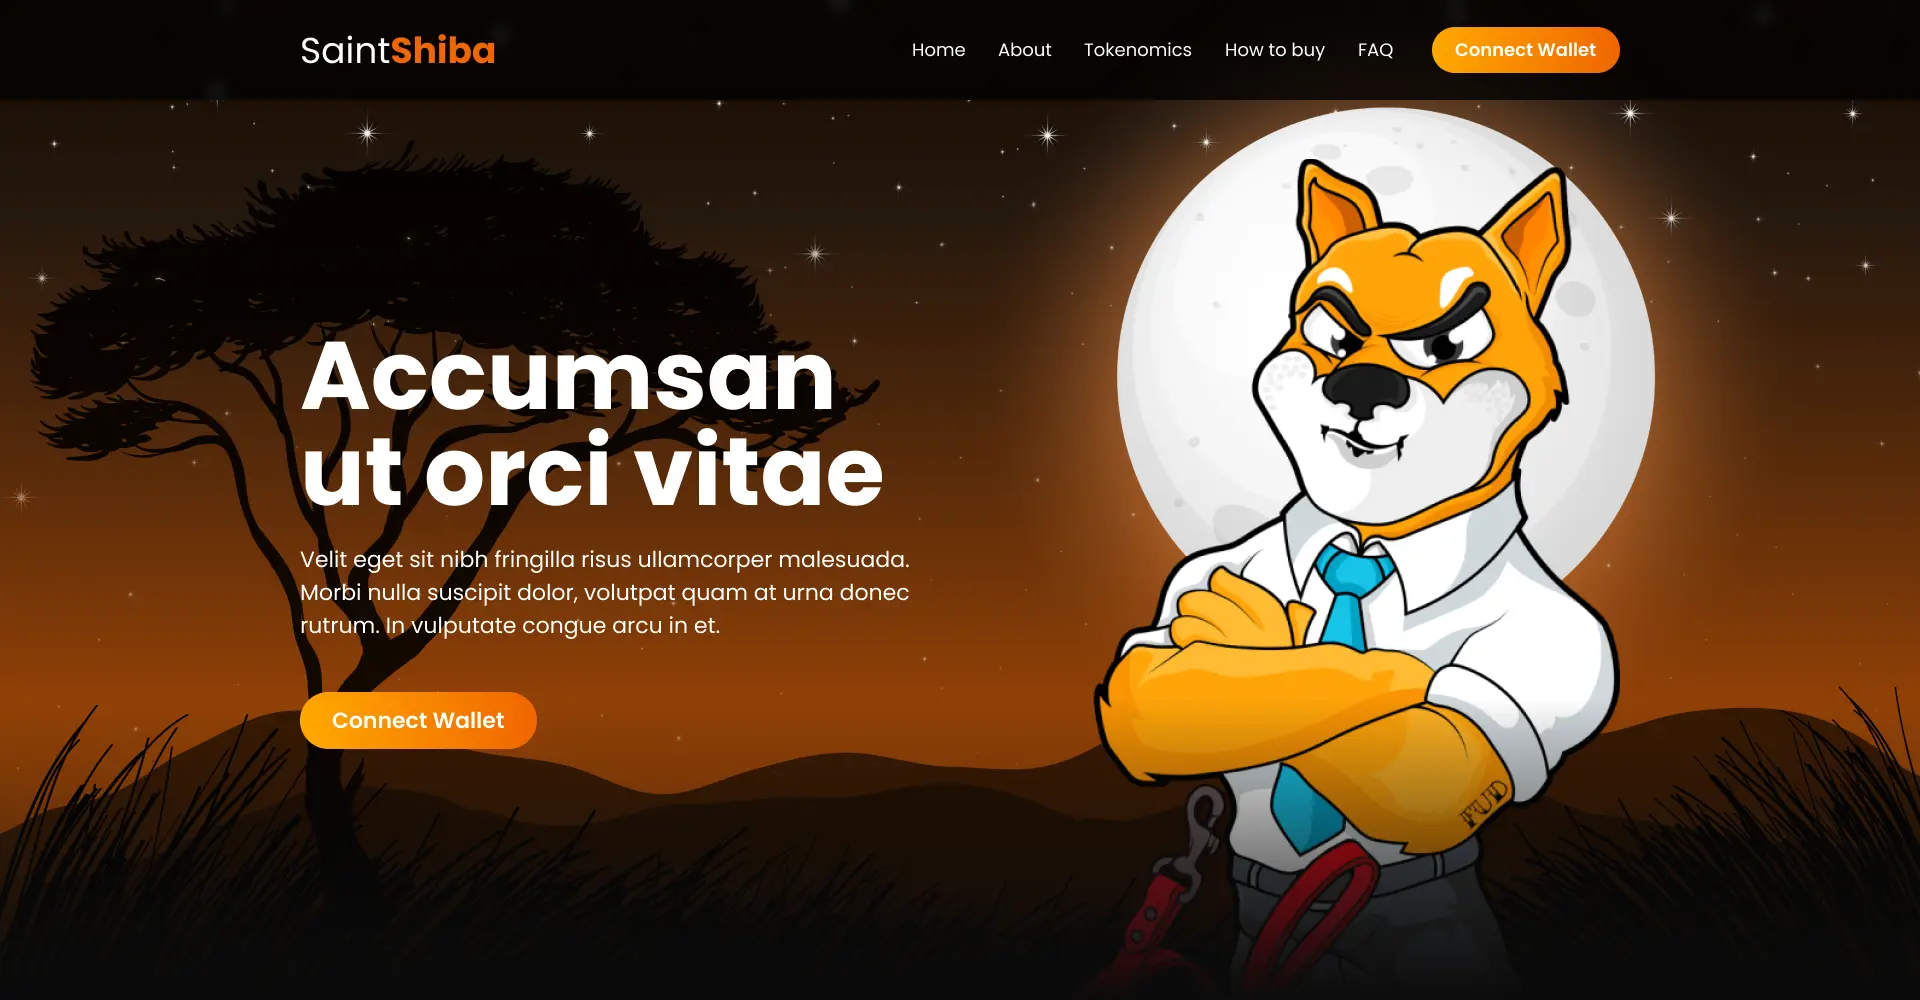 SaintShiba
Home About Tokenomics How to buy FAQ Connect Wallet
Accumsan
ut orci vitae
Velit eget sit nibh fringilla risus ullamcorper malesuada.
Morbi nulla suscipit dolor, volutpat quam at urna donec
rutrum. In vulputate congue arcu in et.
Connect Wallet
FUD